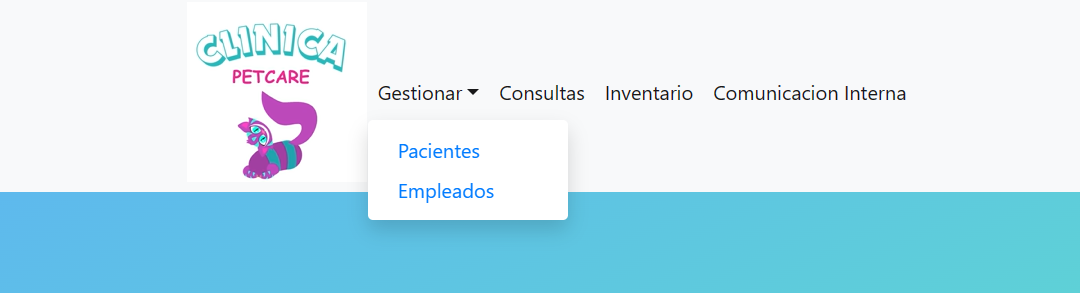 CLINICA
PETCARE
Gestionar Consultas Inventario Comunicacion Interna
Pacientes
Empleados